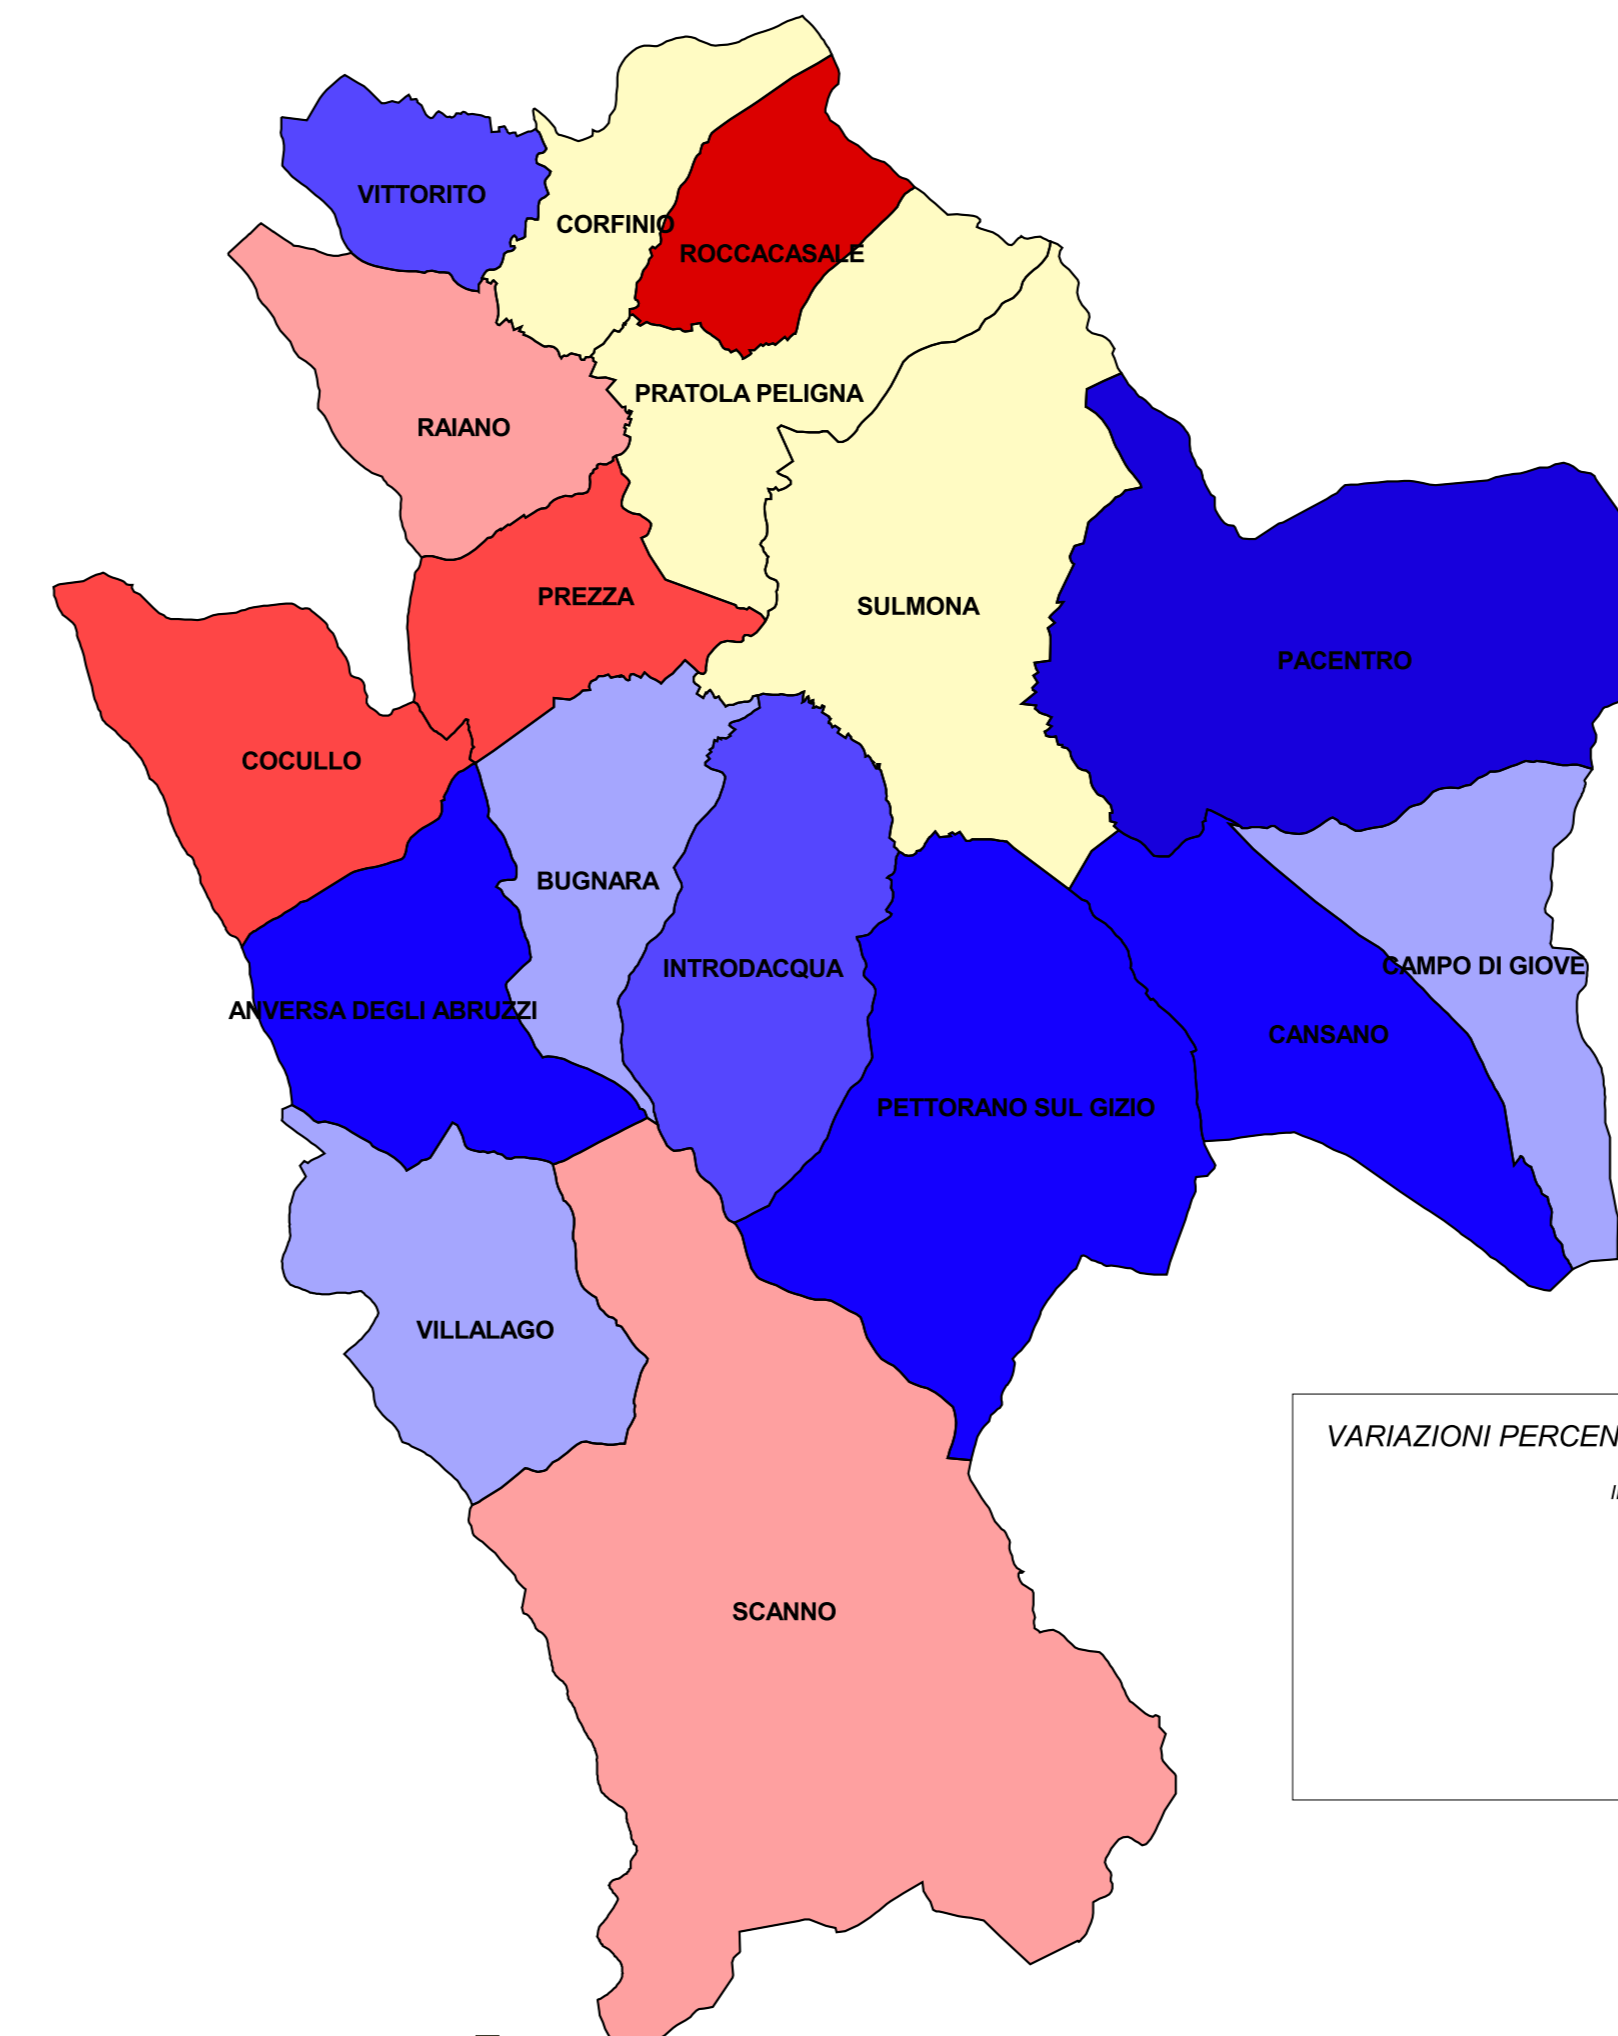 VITTORITO
CORFINIO
ROCCACASALE
PRATOLA PELIGNA
RAIANO
PREZZA
SULMONA
PACENTRO
COCULLO
BUGNARA
INTRODACQUA
CAMPO DI GIOVE
ANVERSA DEGLI ABRUZZI
CANSANO
PETTORANO SUL GIZIO
VILLALAGO
VARIAZIONI PERCEN
SCANNO